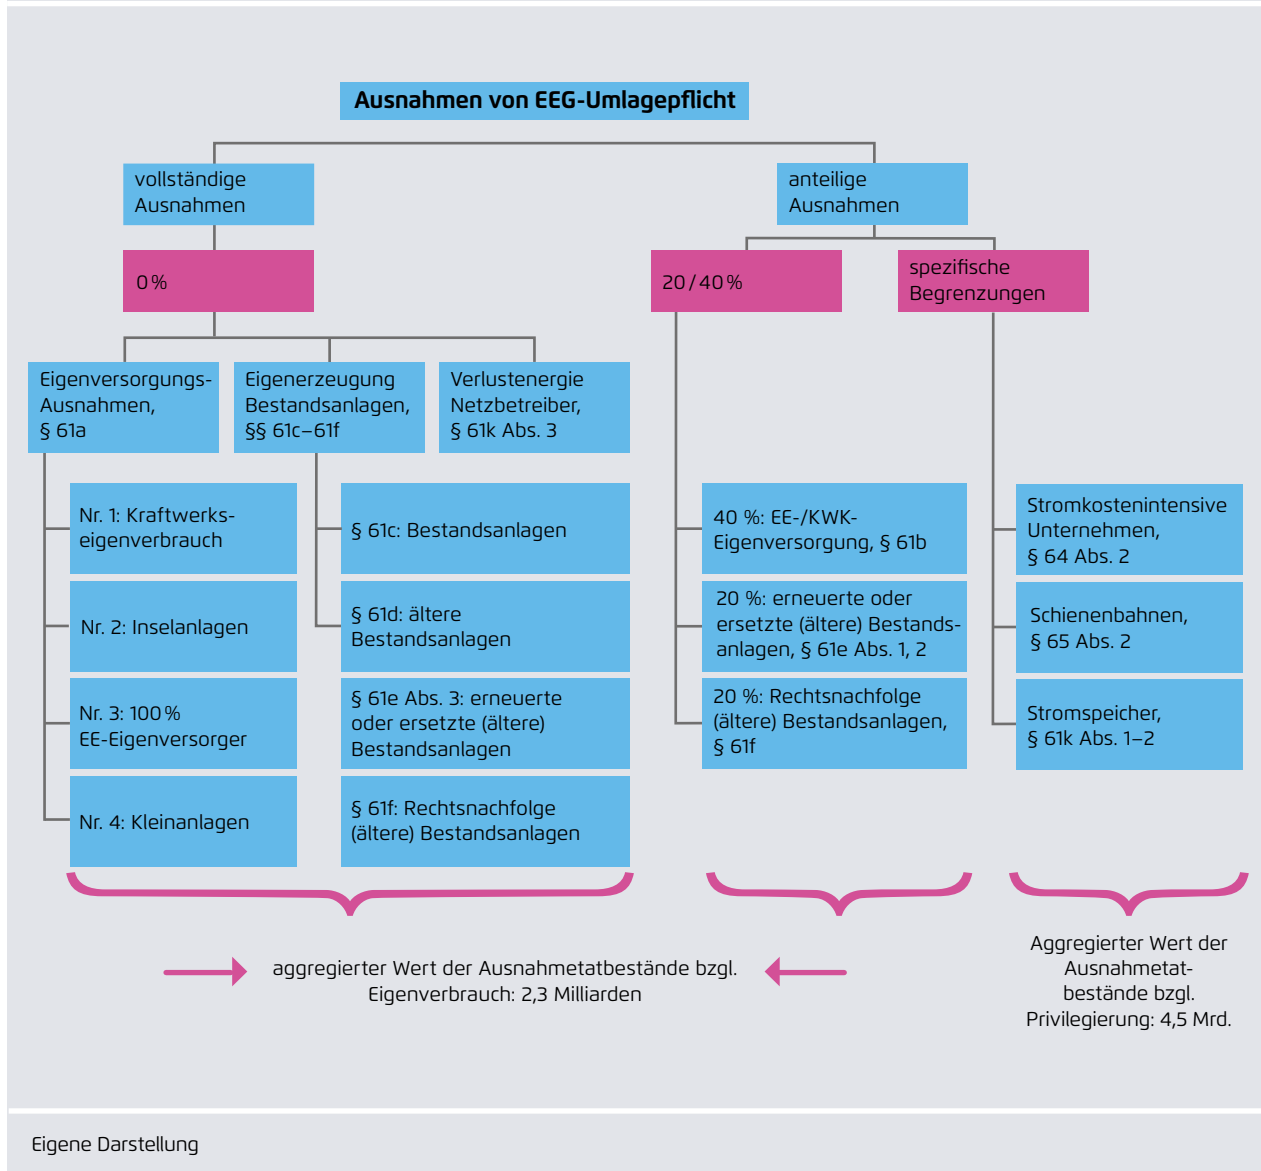 Ausnahmen von EEG-Umlagepflicht
vollständige
Ausnahmen
anteilige
Ausnahmen
0 %
20 / 40 %
spezifische
Begrenzungen
Eigenversorgungs-
Ausnahmen,
§ 61a
Eigenerzeugung
Bestandsanlagen,
§§ 61c–61f
Verlustenergie
Netzbetreiber,
§ 61k Abs. 3
Nr. 1: Kraftwerks-
eigenverbrauch
Nr. 2: Inselanlagen
Nr. 3: 100 %
EE-Eigenversorger
Nr. 4: Kleinanlagen
§ 61c: Bestandsanlagen
§ 61d: ältere
Bestandsanlagen
§ 61e Abs. 3: erneuerte
oder ersetzte (ältere)
Bestandsanlagen
§ 61f: Rechtsnachfolge
(ältere) Bestandsanlagen
40 %: EE-/KWK-
Eigenversorgung, § 61b
20 %: erneuerte oder
ersetzte (ältere) Bestands-
anlagen, § 61e Abs. 1, 2
20 %: Rechtsnachfolge
(ältere) Bestandsanlagen,
§ 61f
Stromkostenintensive
Unternehmen,
§ 64 Abs. 2
Schienenbahnen,
§ 65 Abs. 2
Stromspeicher,
§ 61k Abs. 1–2
aggregierter Wert der Ausnahmetatbestände bzgl.
Eigenverbrauch: 2,3 Milliarden
Aggregierter Wert der
Ausnahmetat-
bestände bzgl.
Privilegierung: 4,5 Mrd.
Eigene Darstellung